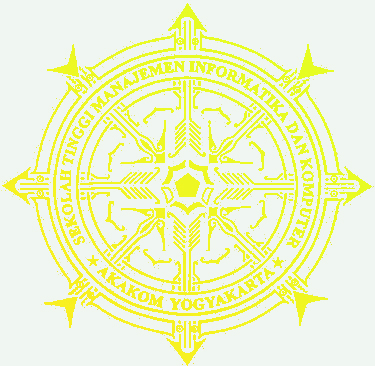 SEKOLAH TINGGI MANAJEMEN INFORMATIKA DAN KOMPUTER
AKAKOM YOGYAKARTA